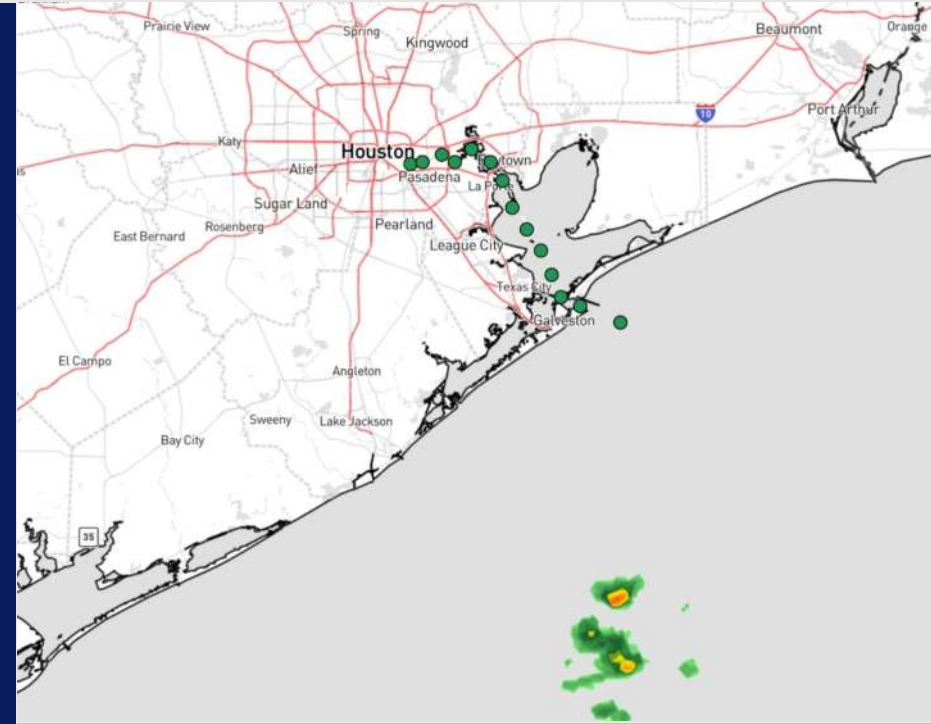 Prairie View
Spring
Kingwood
Beaumont
Orange
10
Port Arthur
Katy
Houston
Baytown
Alief
Pasadena
La Porte
Sugar Land
Rosenberg
Pearland
East Bernard
League City
Texas City
Galveston
El Campo
Angleton
Sweeny
Lake Jackson
Bay City
35